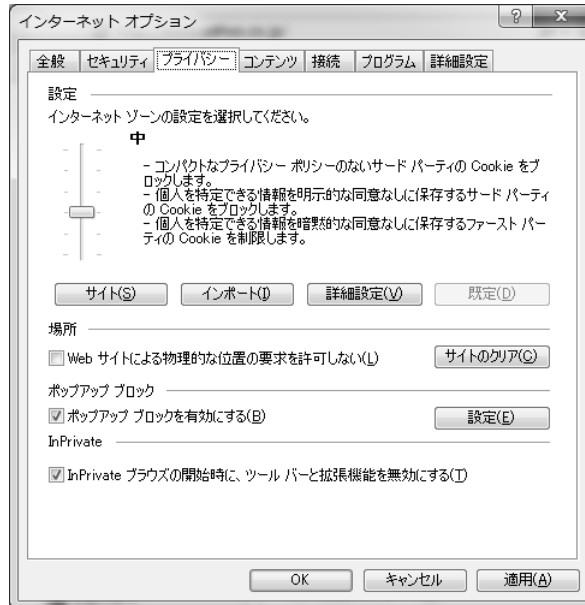 インターネット オプション
全般 セキュリティ プライバシー コンテンツ 接続 プログラム 詳細設定
設定
インターネット ゾーンの設定を選択してください。
中
- コンパクトなプライバシー ポリシーのないサード パーティの Cookie をブ
ロックします。
- 個人を特定できる情報を明示的な同意なしに保存するサード パーティ
の Cookie をブロックします。
- 個人を特定できる情報を暗黙的な同意なしに保存するファースト パー
ティの Cookie を制限します。
サイト(S) インポート(I) 詳細設定(V) 既定(D)
場所
Web サイトによる物理的な位置の要求を許可しない(L) サイトのクリア(C)
ポップアップ ブロック
ポップアップ ブロックを有効にする(B) 設定(E)
InPrivate
InPrivate ブラウズの開始時に、ツール バーと拡張機能を無効にする(T)
OK キャンセル 適用(A)